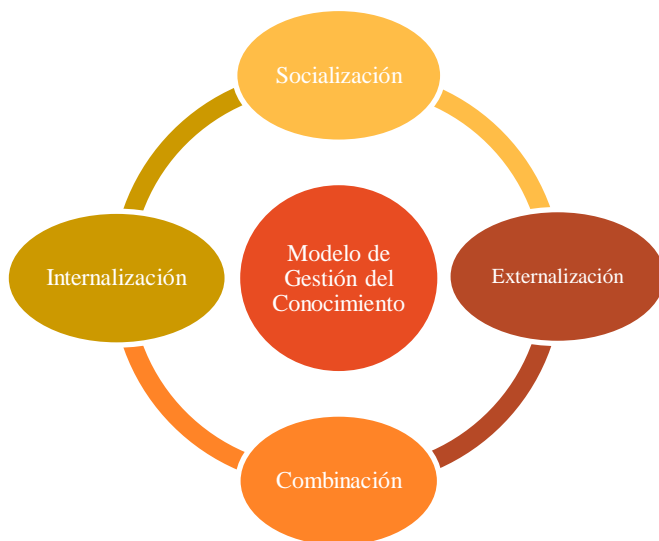 Socialización
Modelo de
Gestión del
Conocimiento
Internalización
Externalización
Combinación